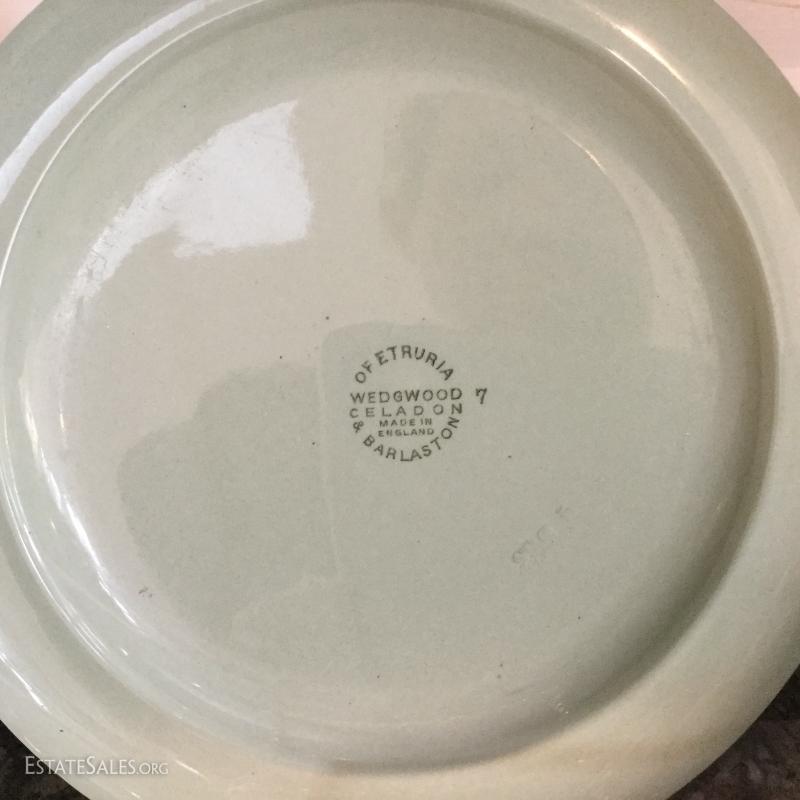 OF ETRURIA
WEDGWOOD 7
CELADON
MADE IN
ENGLAND
& BARLASTON
ESTATESALES.ORG